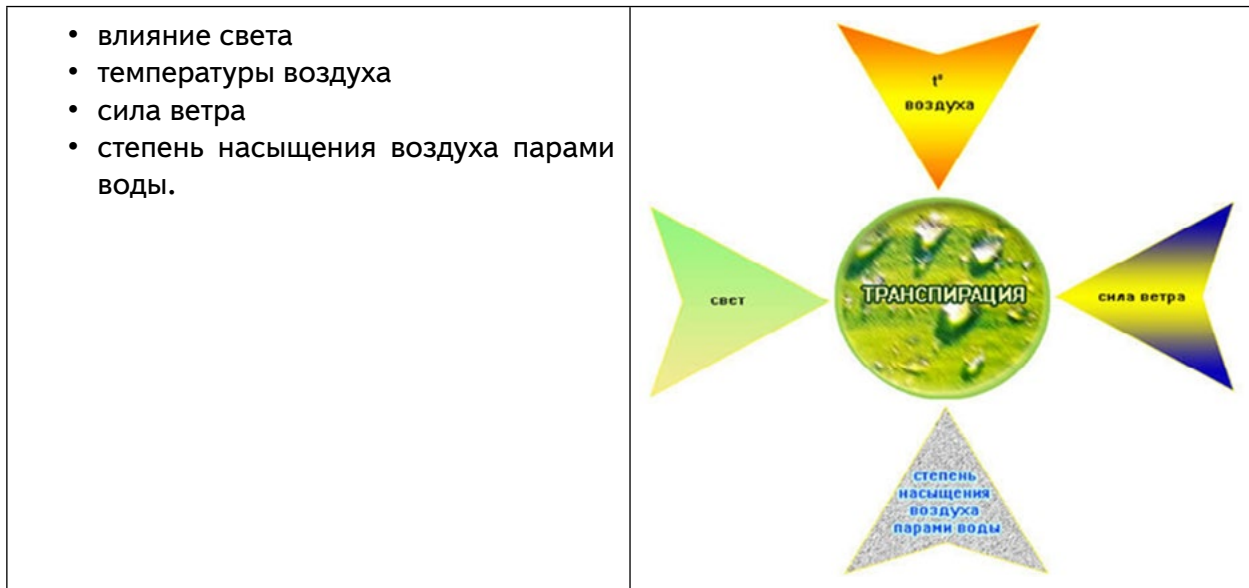 • влияние света
• температуры воздуха
• сила ветра
• степень насыщения воздуха парами
воды.
t°
воздуха
свет
ТРАНСПИРАЦИЯ
сила ветра
степень
насыщения
воздуха
парами воды